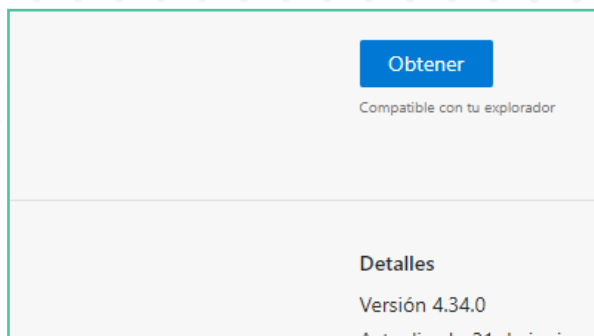 Obtener
Compatible con tu explorador
Detalles
Versión 4.34.0